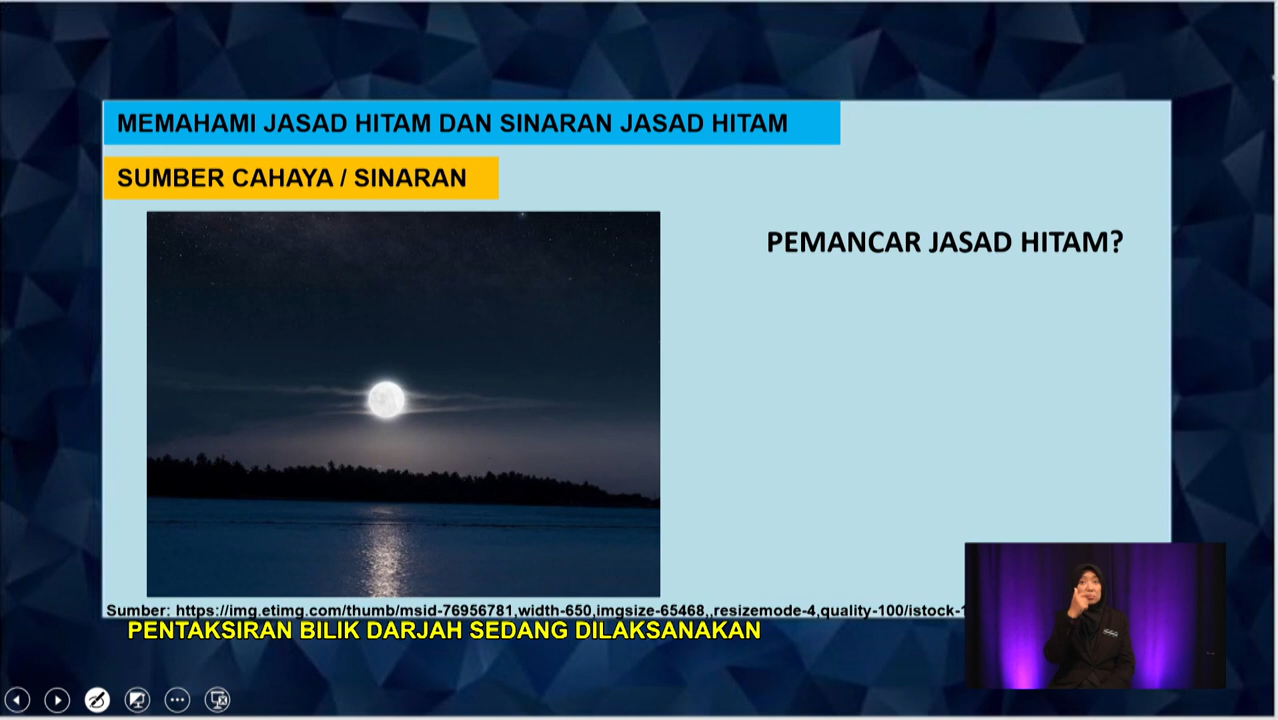 MEMAHAMI JASAD HITAM DAN SINARAN JASAD HITAM
SUMBER CAHAYA / SINARAN
PEMANCAR JASAD HITAM?
Sumber: https://img.etimg.com/thumb/msid-76956781,width-650,imgsize-65468,,resizemode-4,quality-100/istock-1
PENTAKSIRAN BILIK DARJAH SEDANG DILAKSANAKAN